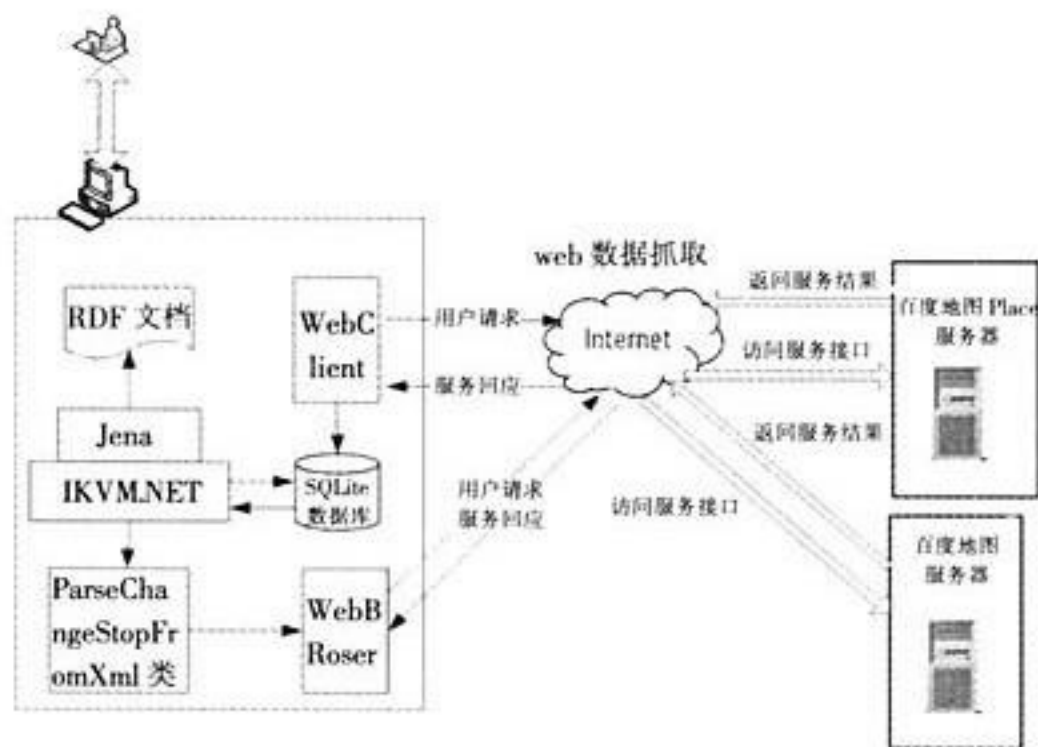 web 数据抓取
返回服务结果
百度地图 Place
服务器
RDF 文档
WebC
lient
用户请求
Internet
访问服务接口
服务回应
Jena
返回服务结果
IKVM.NET
SQLite
数据库
用户请求
服务回应
访问服务接口
百度地图
服务器
ParseCha
ngeStopFr
omXml 类
WebB
Roser